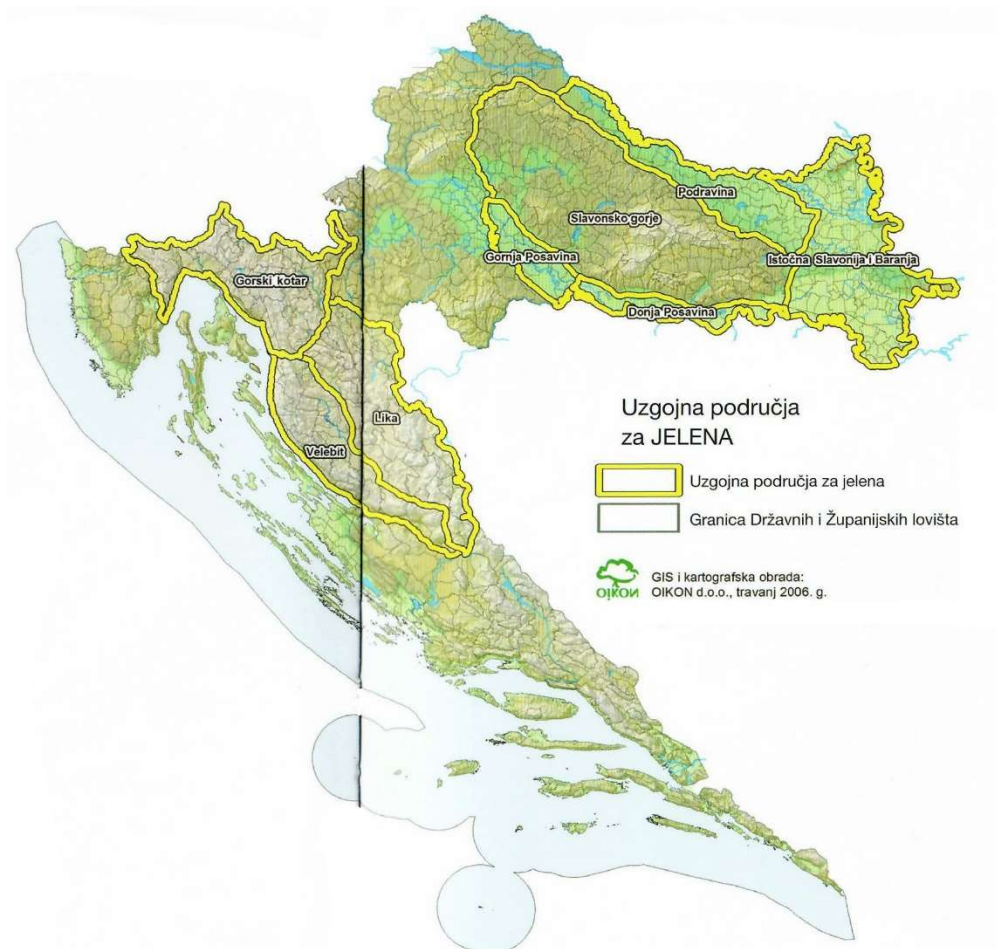 Podravina
Slavonsko gorje
Gornja Posavina
Istočna Slavonija i Baranja
Gorski kotar
Donja Posavina
Lika
Velebit
Uzgojna područja
za JELENA
Uzgojna područja za jelena
Granica Državnih i Županijskih lovišta
OIKON
GIS i kartografska obrada:
OIKON d.o.o., travanj 2006. g.